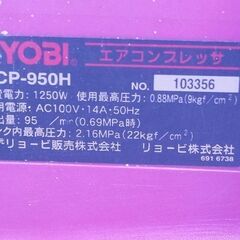 YOBI
エアコンプレッサ
CP-950H
NO. 103356
電力:1250W 使用最高圧力:0.88MPa(9kgf/cm²)
用電源:AC100V・14A・50Hz
出量:95 /min(0.69MPa時)
ク内最高圧力:2.16MPa(22kgf/cm²)
リョービ販売株式会社 リョービ株式会社
691 6738